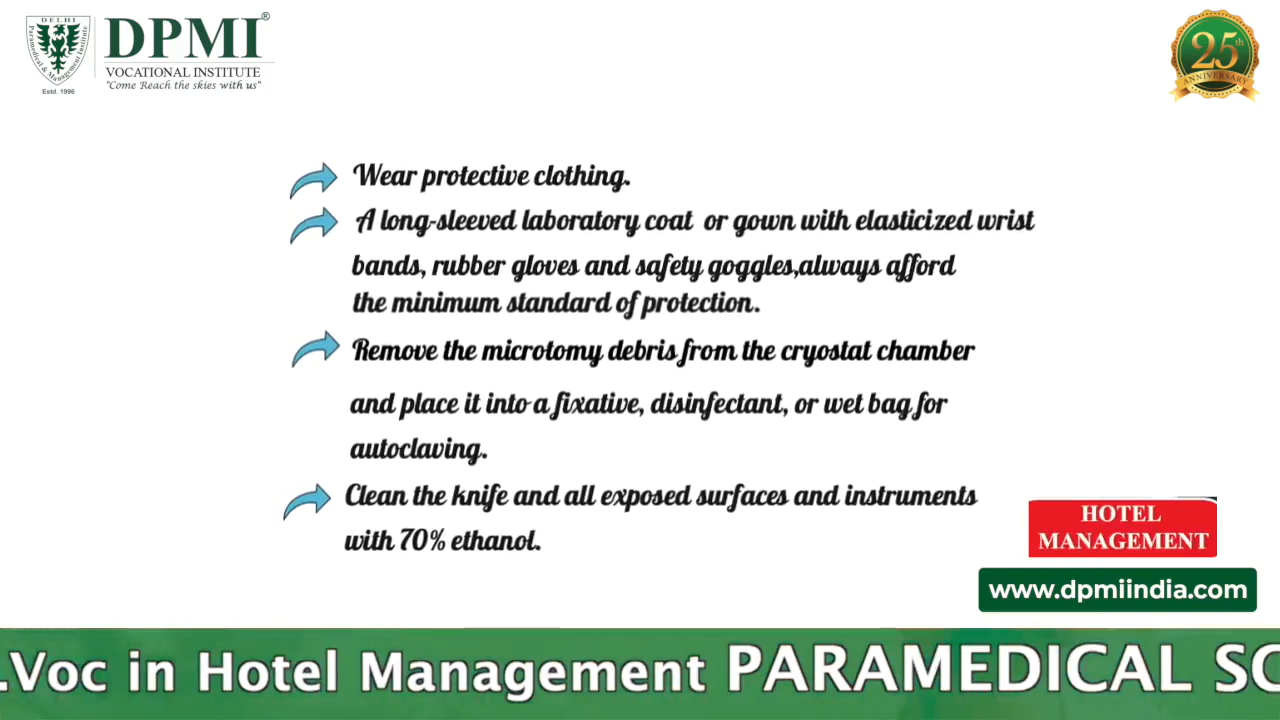 DELHI
Paramedical & Management Institute
Estd. 1996
DPMI®
VOCATIONAL INSTITUTE
"Come Reach the skies with us"
25th
ANNIVERSARY
Wear protective clothing.
A long-sleeved laboratory coat or gown with elasticized wrist
bands, rubber gloves and safety goggles,always afford
the minimum standard of protection.
Remove the microtomy debris from the cryostat chamber
and place it into a fixative, disinfectant, or wet bag for
autoclaving.
Clean the knife and all exposed surfaces and instruments
with 70% ethanol.
HOTEL
MANAGEMENT
www.dpmiindia.com
.Voc in Hotel Management PARAMEDICAL SC